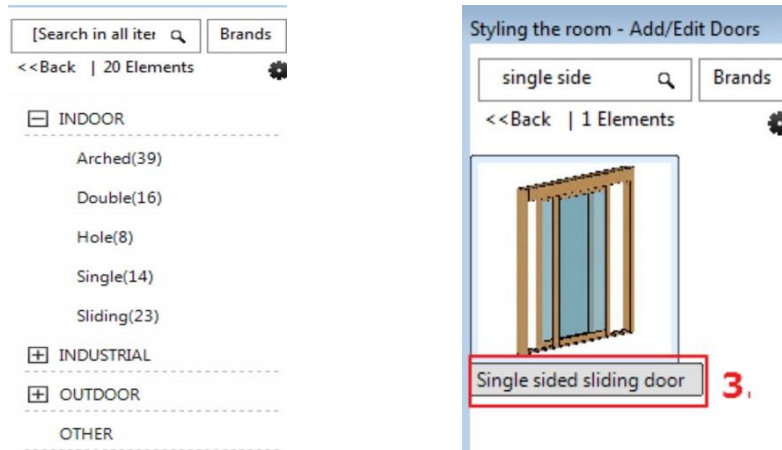 [Search in all iter
Brands
<<Back | 20 Elements
INDOOR
Arched(39)
Double(16)
Hole(8)
Single(14)
Sliding(23)
INDUSTRIAL
OUTDOOR
OTHER
Styling the room - Add/Edit Doors
single side
Brands
<<Back | 1 Elements
Single sided sliding door
3.